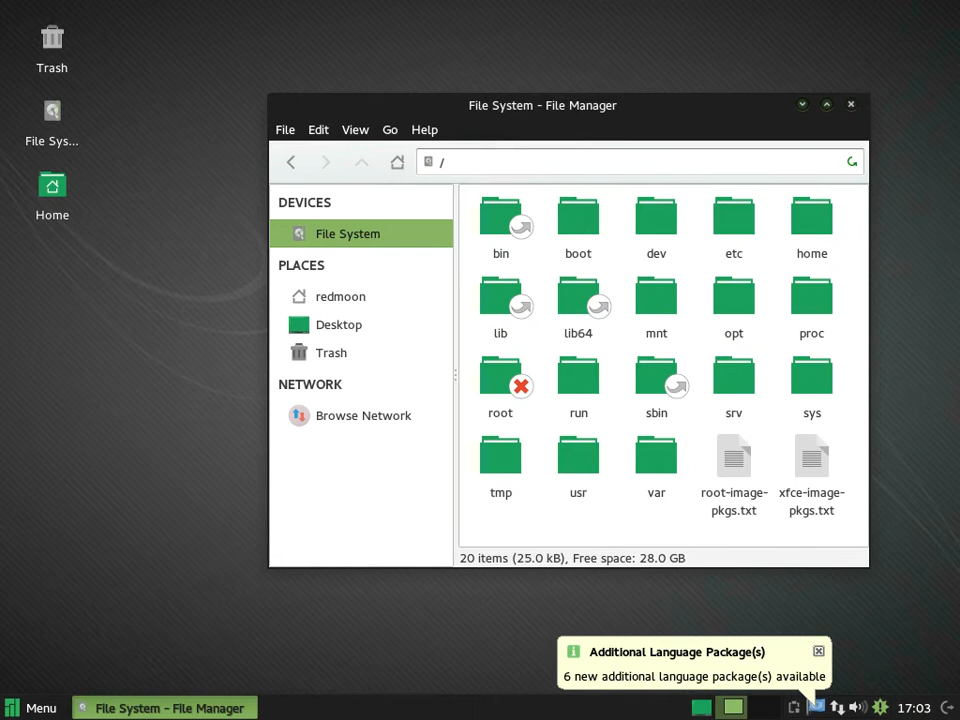 Trash
File Sys...
Home
File System - File Manager
File Edit View Go Help
/
DEVICES
File System
PLACES
redmoon
Desktop
Trash
NETWORK
Browse Network
bin boot dev etc home
lib lib64 mnt opt proc
root run sbin srv sys
tmp usr var root-image-pkgs.txt xfce-image-pkgs.txt
20 items (25.0 kB), Free space: 28.0 GB
Additional Language Package(s)
6 new additional language package(s) available
Menu File System - File Manager 17:03